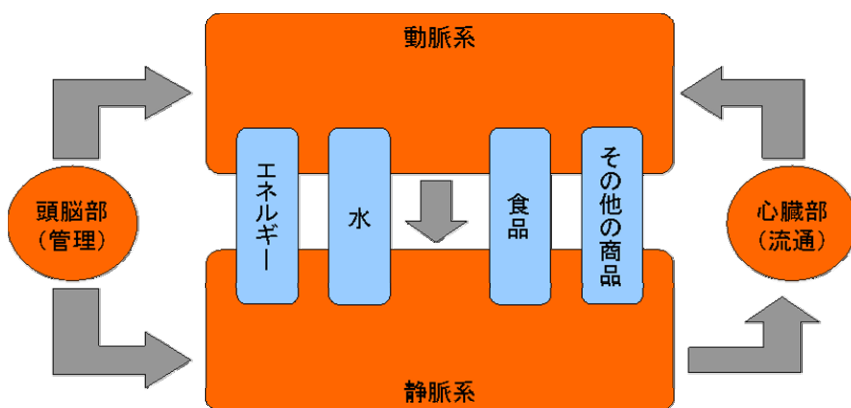 動脈系
エネルギー
水
食品
その他の商品
頭脳部
（管理）
心臓部
（流通）
静脈系